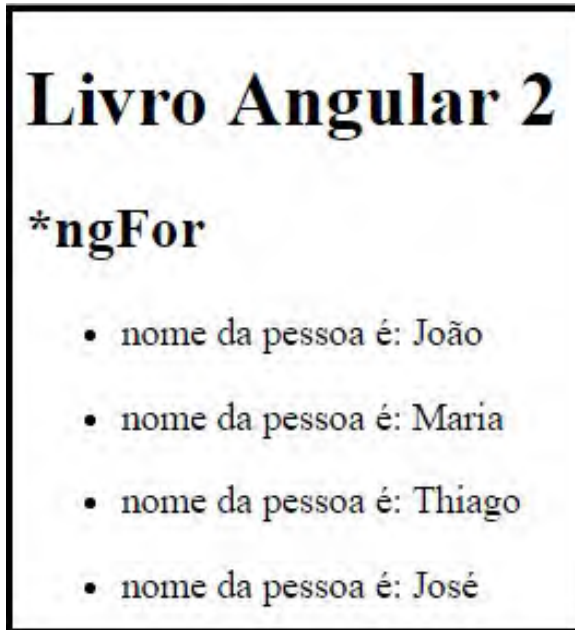 Livro Angular 2
*ngFor
• nome da pessoa é: João
• nome da pessoa é: Maria
• nome da pessoa é: Thiago
• nome da pessoa é: José